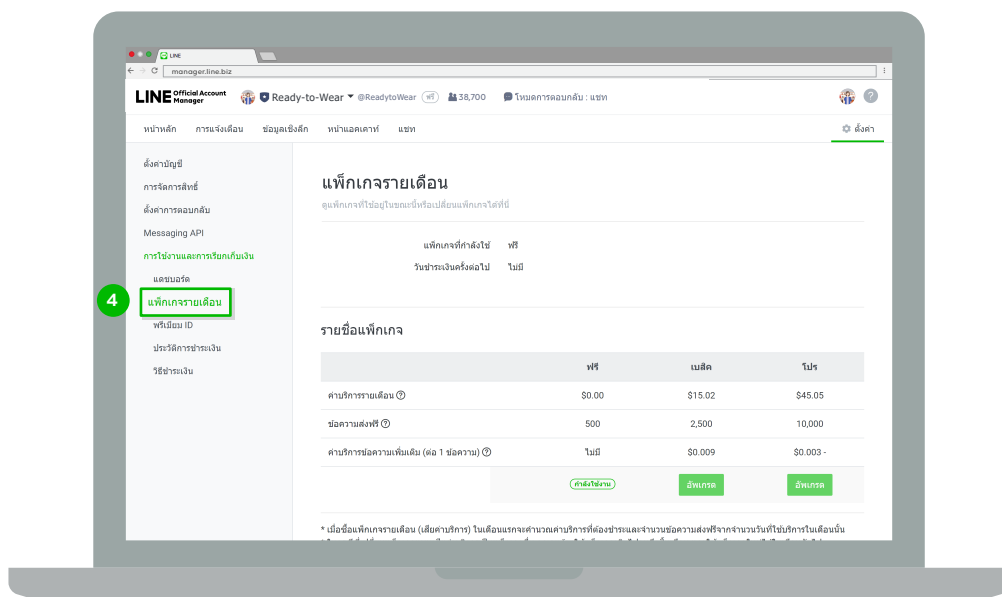 LINE
manager.line.biz
LINE Official Account Manager Ready-to-Wear @ReadytoWear ฟรี 38,700 โหมดการตอบกลับ : แชท
หน้าหลัก การแจ้งเตือน ข้อมูลเชิงลึก หน้าแอคเคาท์ แชท ตั้งค่า
ตั้งค่าบัญชี
การจัดการสิทธิ์
ตั้งค่าการตอบกลับ
Messaging API
การใช้งานและการเรียกเก็บเงิน
แดชบอร์ด
4 แพ็กเกจรายเดือน
พรีเมียม ID
ประวัติการชำระเงิน
วิธีชำระเงิน
แพ็กเกจรายเดือน
ดูแพ็กเกจที่ใช้อยู่ในขณะนี้หรือเปลี่ยนแพ็กเกจได้ที่นี่
แพ็กเกจที่กำลังใช้ ฟรี
วันชำระเงินครั้งต่อไป ไม่มี
รายชื่อแพ็กเกจ
ฟรี เบสิค โปร
ค่าบริการรายเดือน $0.00 $15.02 $45.05
ข้อความส่งฟรี 500 2,500 10,000
ค่าบริการข้อความเพิ่มเติม (ต่อ 1 ข้อความ) ไม่มี $0.009 $0.003 -
กำลังใช้งาน อัพเกรด อัพเกรด
* เมื่อซื้อแพ็กเกจรายเดือน (เสียค่าบริการ) ในเดือนแรกจะคำนวณค่าบริการที่ต้องชำระและจำนวนข้อความส่งฟรีจากจำนวนวันที่ใช้บริการในเดือนนั้น